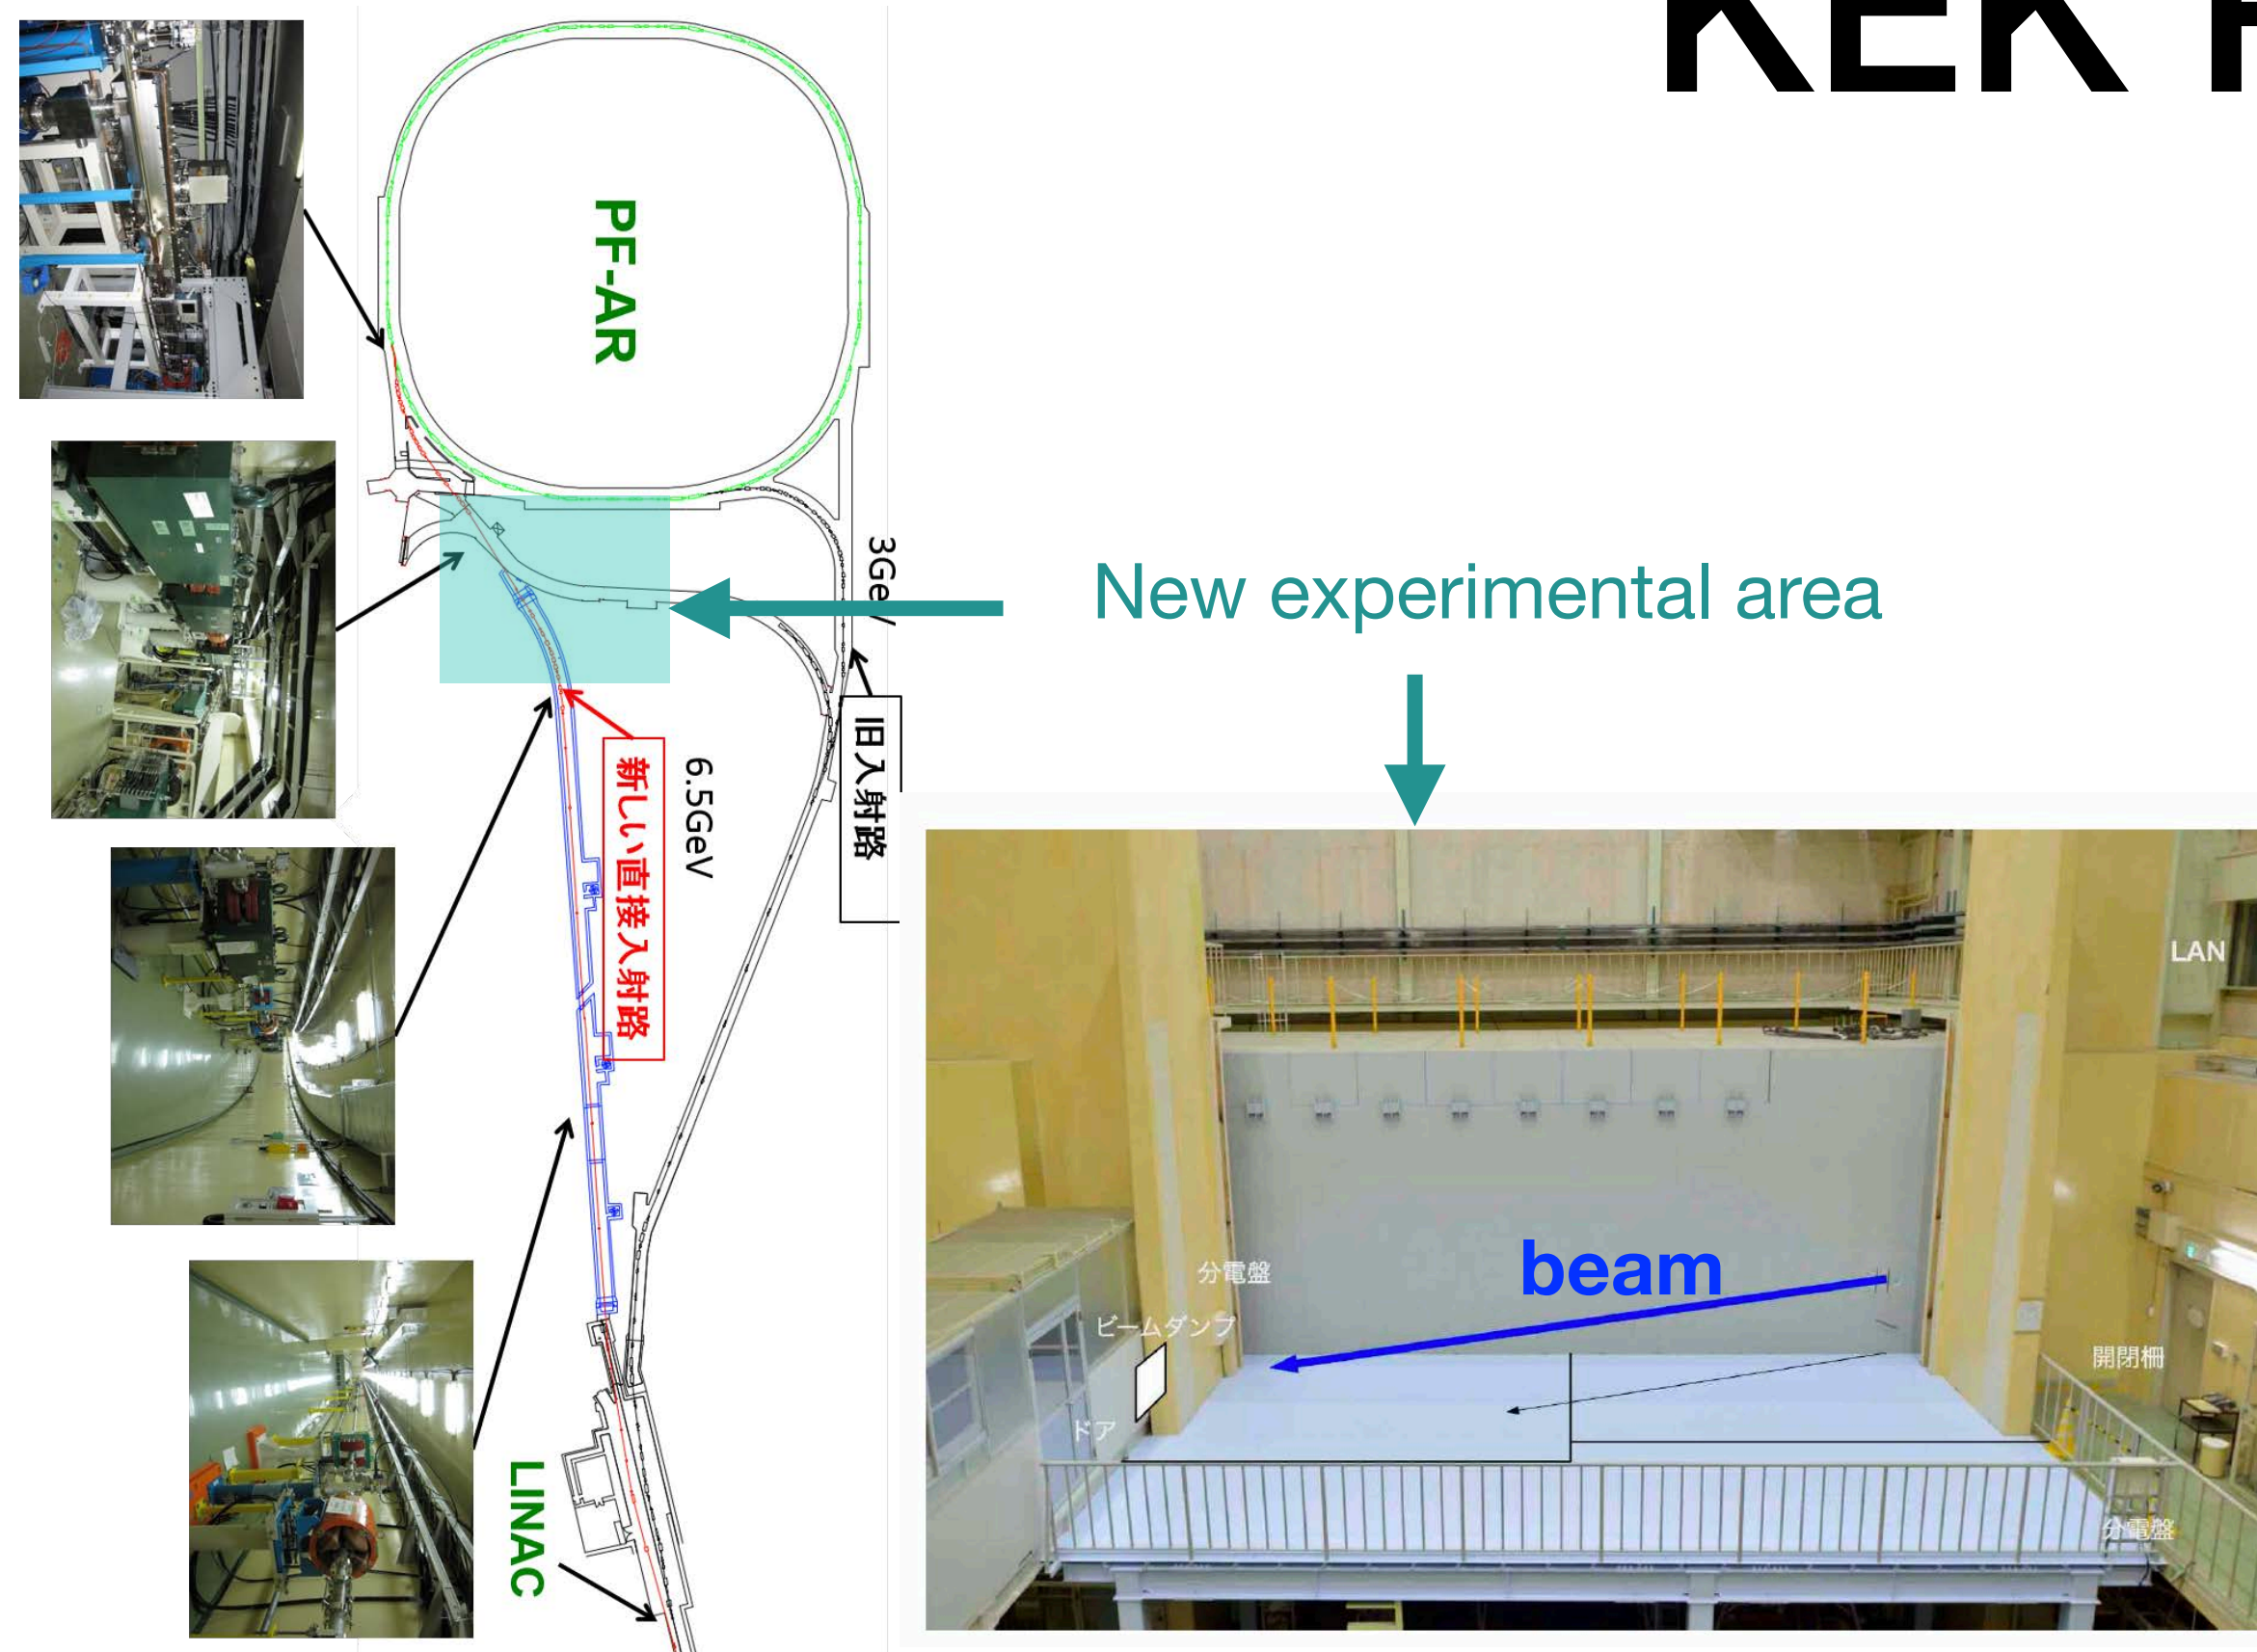 KEK
PF-AR
3GeV
New experimental area
旧入射路
6.5GeV
新しい直接入射路
LINAC
LAN
beam
分電盤
ビームダンプ
開閉柵
ドア
分電盤